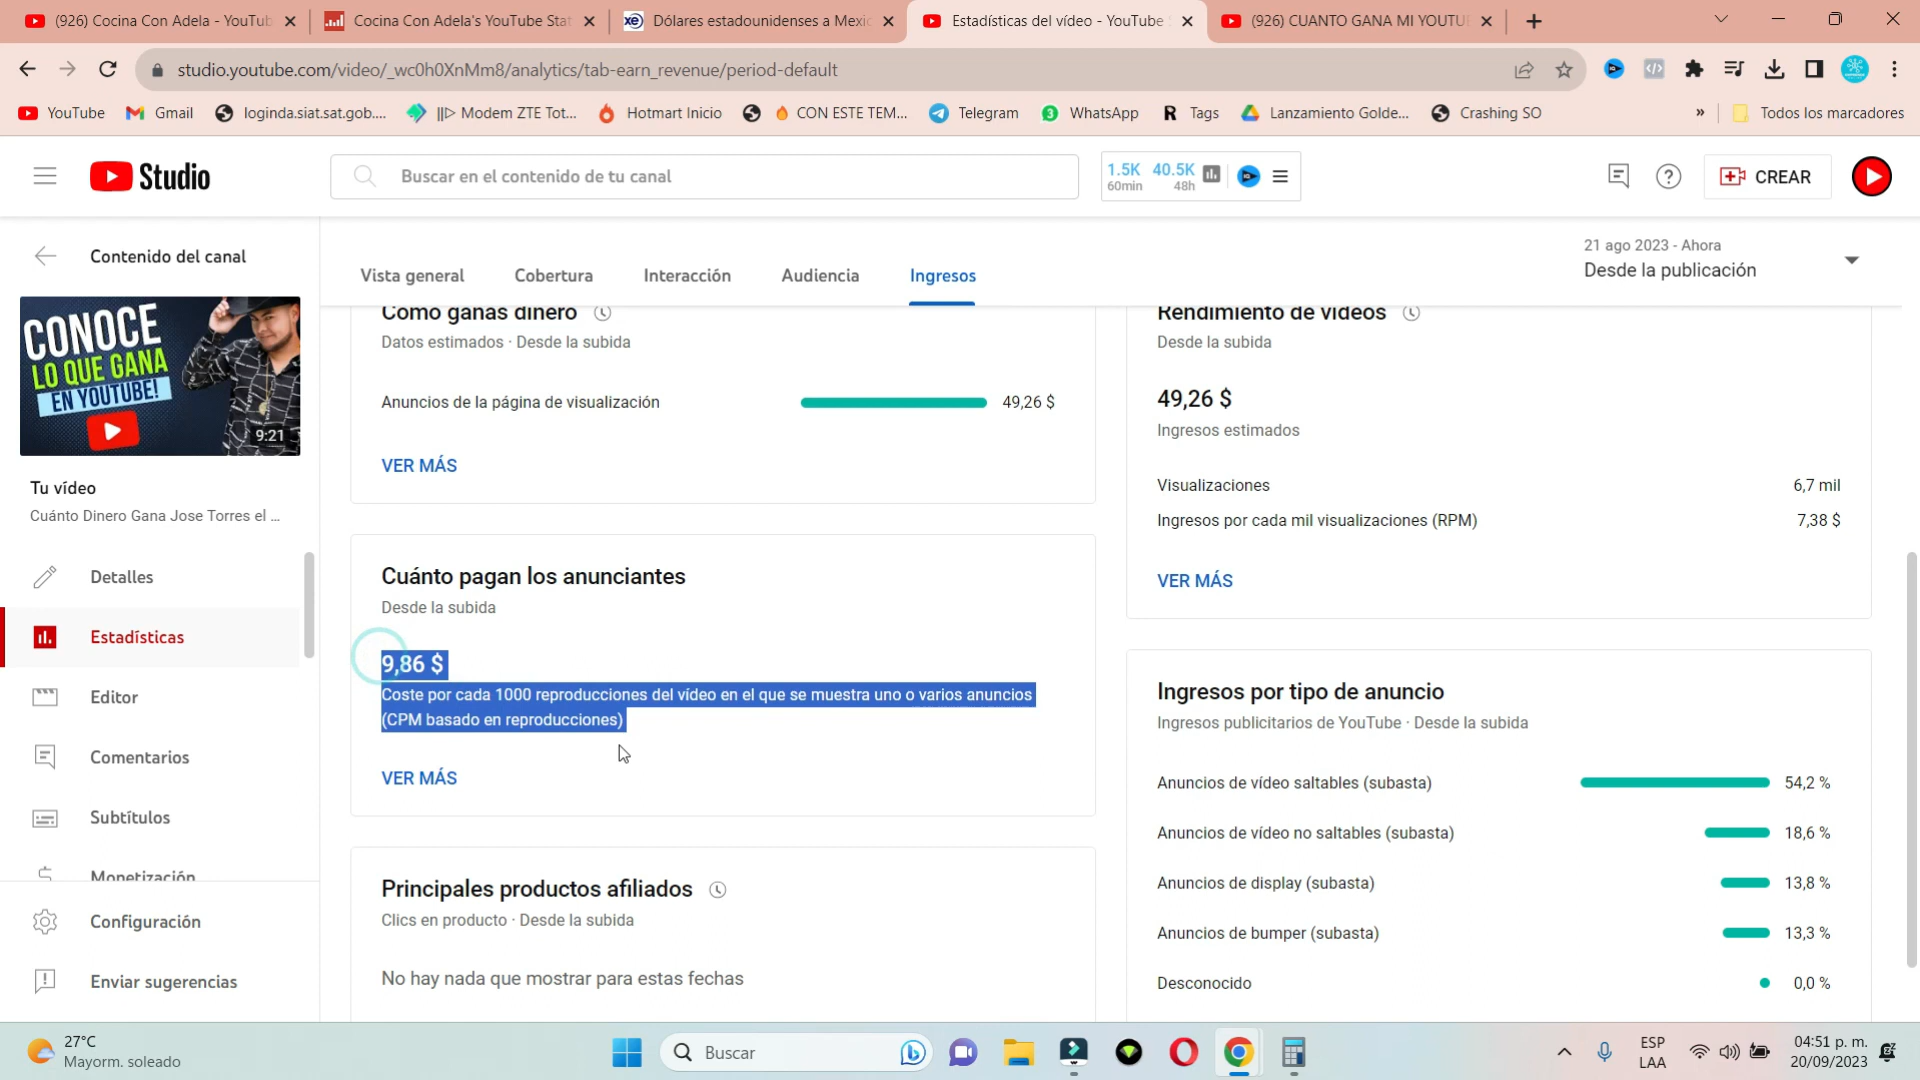 (926) Cocina Con Adela - YouTub
Cocina Con Adela's YouTube Stat
xe Dólares estadounidenses a Mexic
Estadísticas del vídeo - YouTube S
(926) CUANTO GANA MI YOUTU
studio.youtube.com/video/_wc0h0XnMm8/analytics/tab-earn_revenue/period-default
YouTube
Gmail
loginda.siat.sat.gob....
||▷ Modem ZTE Tot...
Hotmart Inicio
CON ESTE TEM...
Telegram
3 WhatsApp
R Tags
Lanzamiento Golde...
Crashing SO
»
Todos los marcadores
Studio
Buscar en el contenido de tu canal
1.5K 40.5K
60min 48h
? CREAR
Contenido del canal
Vista general
Cobertura
Interacción
Audiencia
Ingresos
21 ago 2023 - Ahora
Desde la publicación
CONOCE
LO QUE GANA
EN YOUTUBE!
9:21
Tu vídeo
Cuánto Dinero Gana Jose Torres el ...
Detalles
Estadísticas
Editor
Comentarios
Subtítulos
Monetización
Configuración
Enviar sugerencias
Cómo ganas dinero
Datos estimados · Desde la subida
Anuncios de la página de visualización 49,26 $
VER MÁS
Cuánto pagan los anunciantes
Desde la subida
9,86 $
Coste por cada 1000 reproducciones del vídeo en el que se muestra uno o varios anuncios
(CPM basado en reproducciones)
VER MÁS
Principales productos afiliados
Clics en producto · Desde la subida
No hay nada que mostrar para estas fechas
Rendimiento de vídeos
Desde la subida
49,26 $
Ingresos estimados
Visualizaciones 6,7 mil
Ingresos por cada mil visualizaciones (RPM) 7,38 $
VER MÁS
Ingresos por tipo de anuncio
Ingresos publicitarios de YouTube · Desde la subida
Anuncios de vídeo saltables (subasta) 54,2 %
Anuncios de vídeo no saltables (subasta) 18,6 %
Anuncios de display (subasta) 13,8 %
Anuncios de bumper (subasta) 13,3 %
Desconocido 0,0 %
27°C
Mayorm. soleado
Buscar
ESP
LAA
04:51 p. m.
20/09/2023